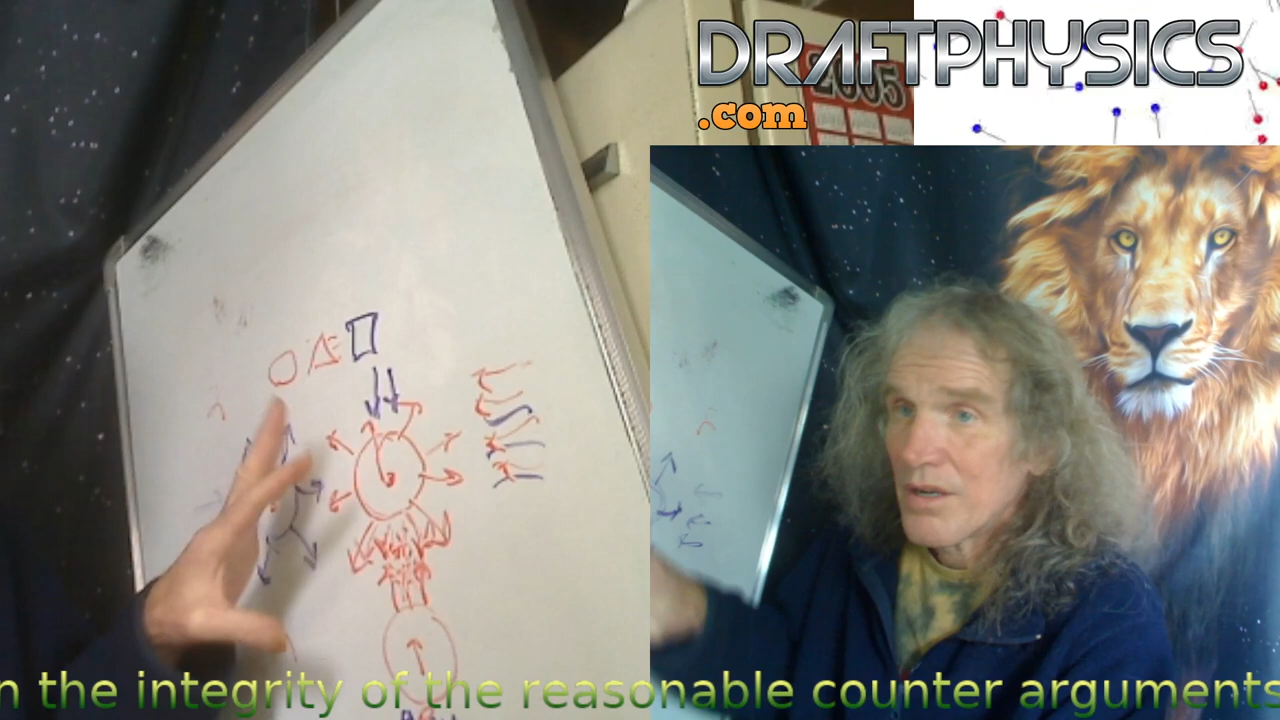 DRAFTPHYSICS
.com
2005
n the integrity of the reasonable counter arguments